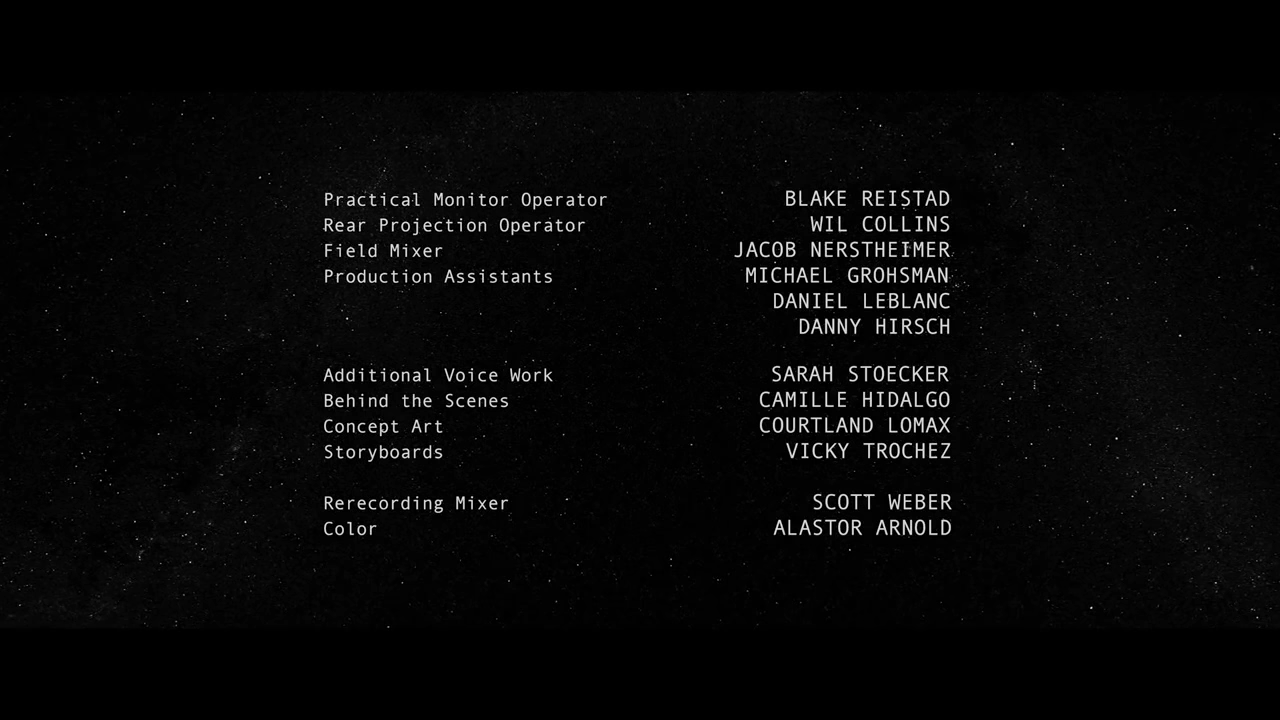 Practical Monitor Operator BLAKE REISTAD
Rear Projection Operator WIL COLLINS
Field Mixer JACOB NERSTHEIMER
Production Assistants MICHAEL GROHSMAN
DANIEL LEBLANC
DANNY HIRSCH
Additional Voice Work SARAH STOECKER
Behind the Scenes CAMILLE HIDALGO
Concept Art COURTLAND LOMAX
Storyboards VICKY TROCHEZ
Rerecording Mixer SCOTT WEBER
Color ALASTOR ARNOLD